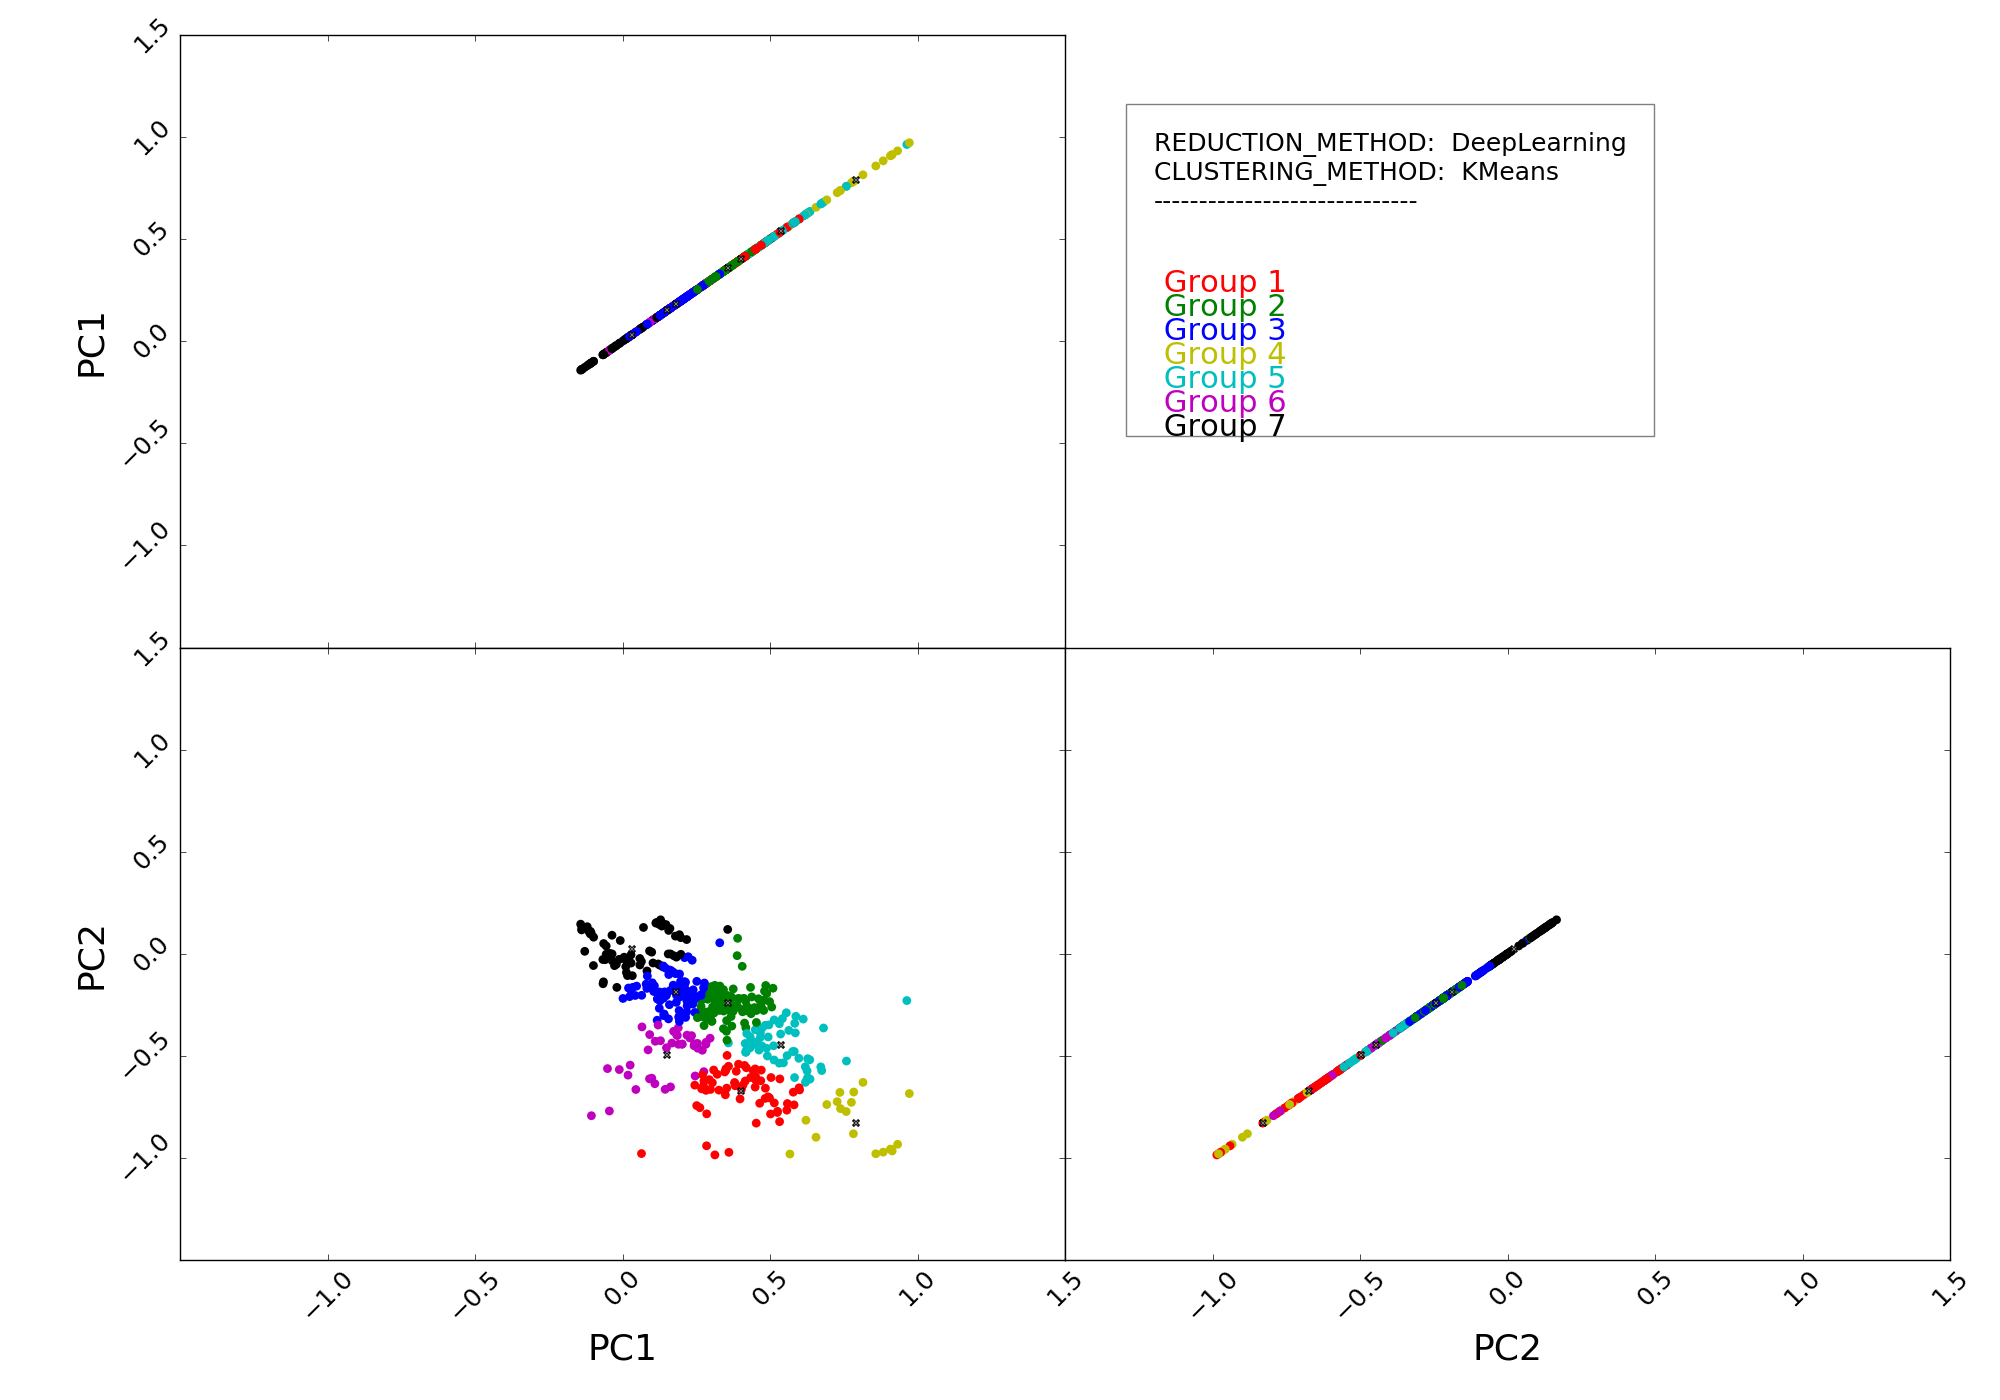 1.5
1.0
0.5
0.0
−0.5
−1.0
PC1
REDUCTION_METHOD: DeepLearning
CLUSTERING_METHOD: KMeans
-----------------------------
Group 1
Group 2
Group 3
Group 4
Group 5
Group 6
Group 7
1.5
1.0
0.5
0.0
−0.5
−1.0
PC2
−1.0 −0.5 0.0 0.5 1.0 1.5 −1.0 −0.5 0.0 0.5 1.0 1.5
PC1 PC2